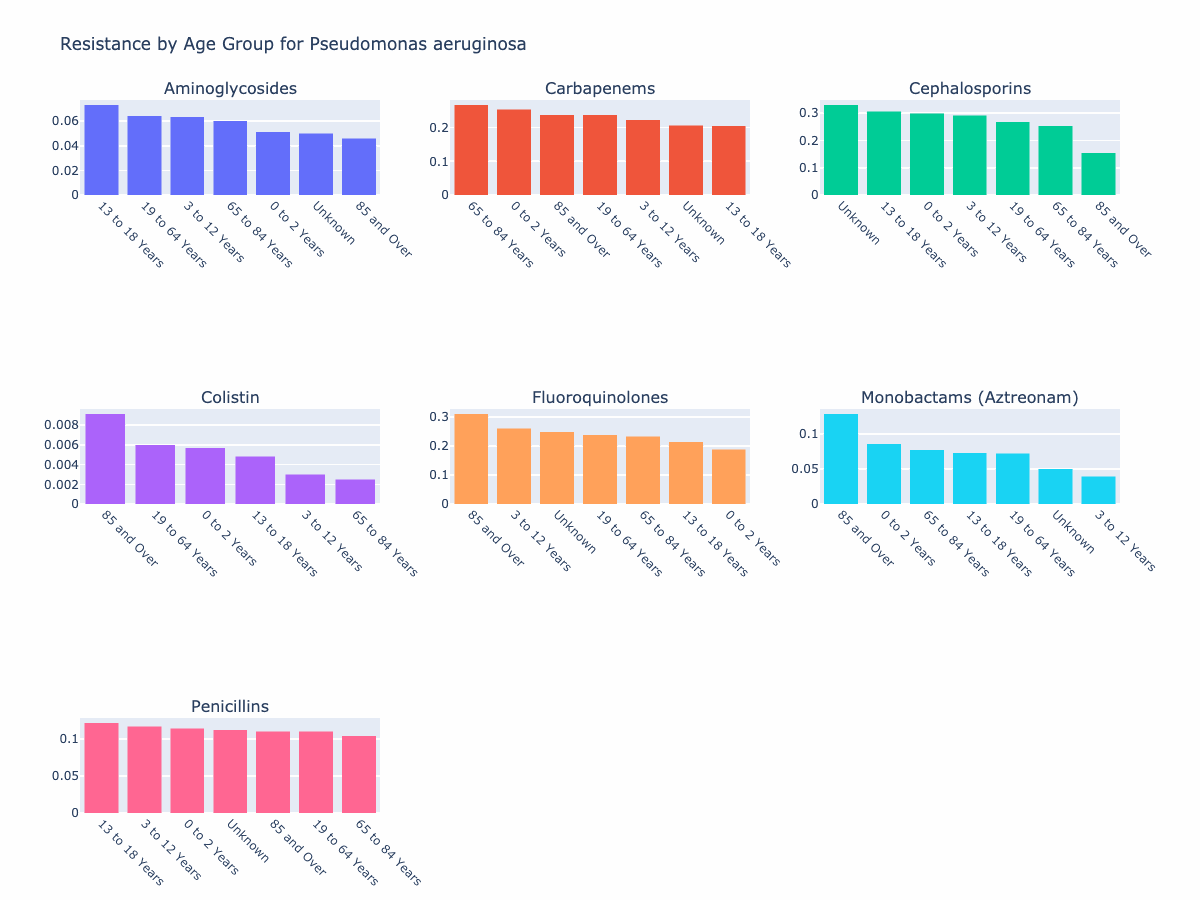 Resistance by Age Group for Pseudomonas aeruginosa
Aminoglycosides
0.06
0.04
0.02
0
13 to 18 Years
19 to 64 Years
3 to 12 Years
65 to 84 Years
0 to 2 Years
Unknown
85 and Over
Carbapenems
0.2
0.1
0
65 to 84 Years
0 to 2 Years
85 and Over
19 to 64 Years
3 to 12 Years
Unknown
13 to 18 Years
Cephalosporins
0.3
0.2
0.1
0
Unknown
13 to 18 Years
0 to 2 Years
3 to 12 Years
19 to 64 Years
65 to 84 Years
85 and Over
Colistin
0.008
0.006
0.004
0.002
0
85 and Over
19 to 64 Years
0 to 2 Years
13 to 18 Years
3 to 12 Years
65 to 84 Years
Fluoroquinolones
0.3
0.2
0.1
0
85 and Over
3 to 12 Years
Unknown
19 to 64 Years
65 to 84 Years
13 to 18 Years
0 to 2 Years
Monobactams (Aztreonam)
0.1
0.05
0
85 and Over
0 to 2 Years
65 to 84 Years
13 to 18 Years
19 to 64 Years
Unknown
3 to 12 Years
Penicillins
0.1
0.05
0
13 to 18 Years
3 to 12 Years
0 to 2 Years
Unknown
85 and Over
19 to 64 Years
65 to 84 Years